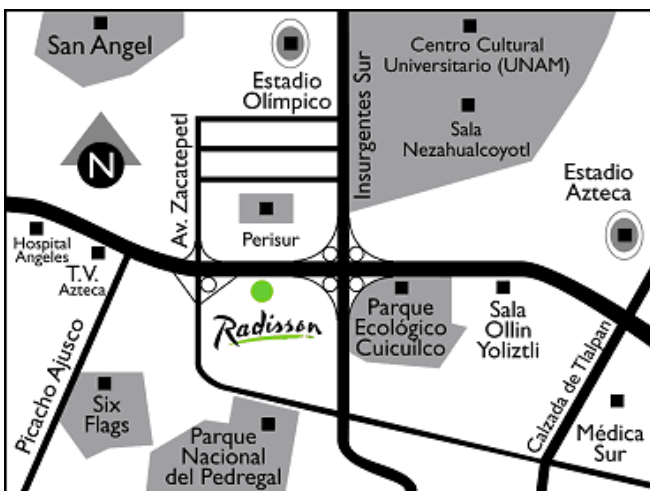 San Angel
Estadio
Olímpico
Insurgentes Sur
Centro Cultural
Universitario (UNAM)
Sala
Nezahualcoyotl
N
Av. Zacatepetl
Estadio
Azteca
Perisur
Hospital
Angeles
T.V.
Azteca
Radisson
Parque
Ecológico
Cuicuilco
Sala
Ollin
Yoliztli
Picacho Ajusco
Calzada de Tlalpan
Six
Flags
Parque
Nacional
del Pedregal
Médica
Sur